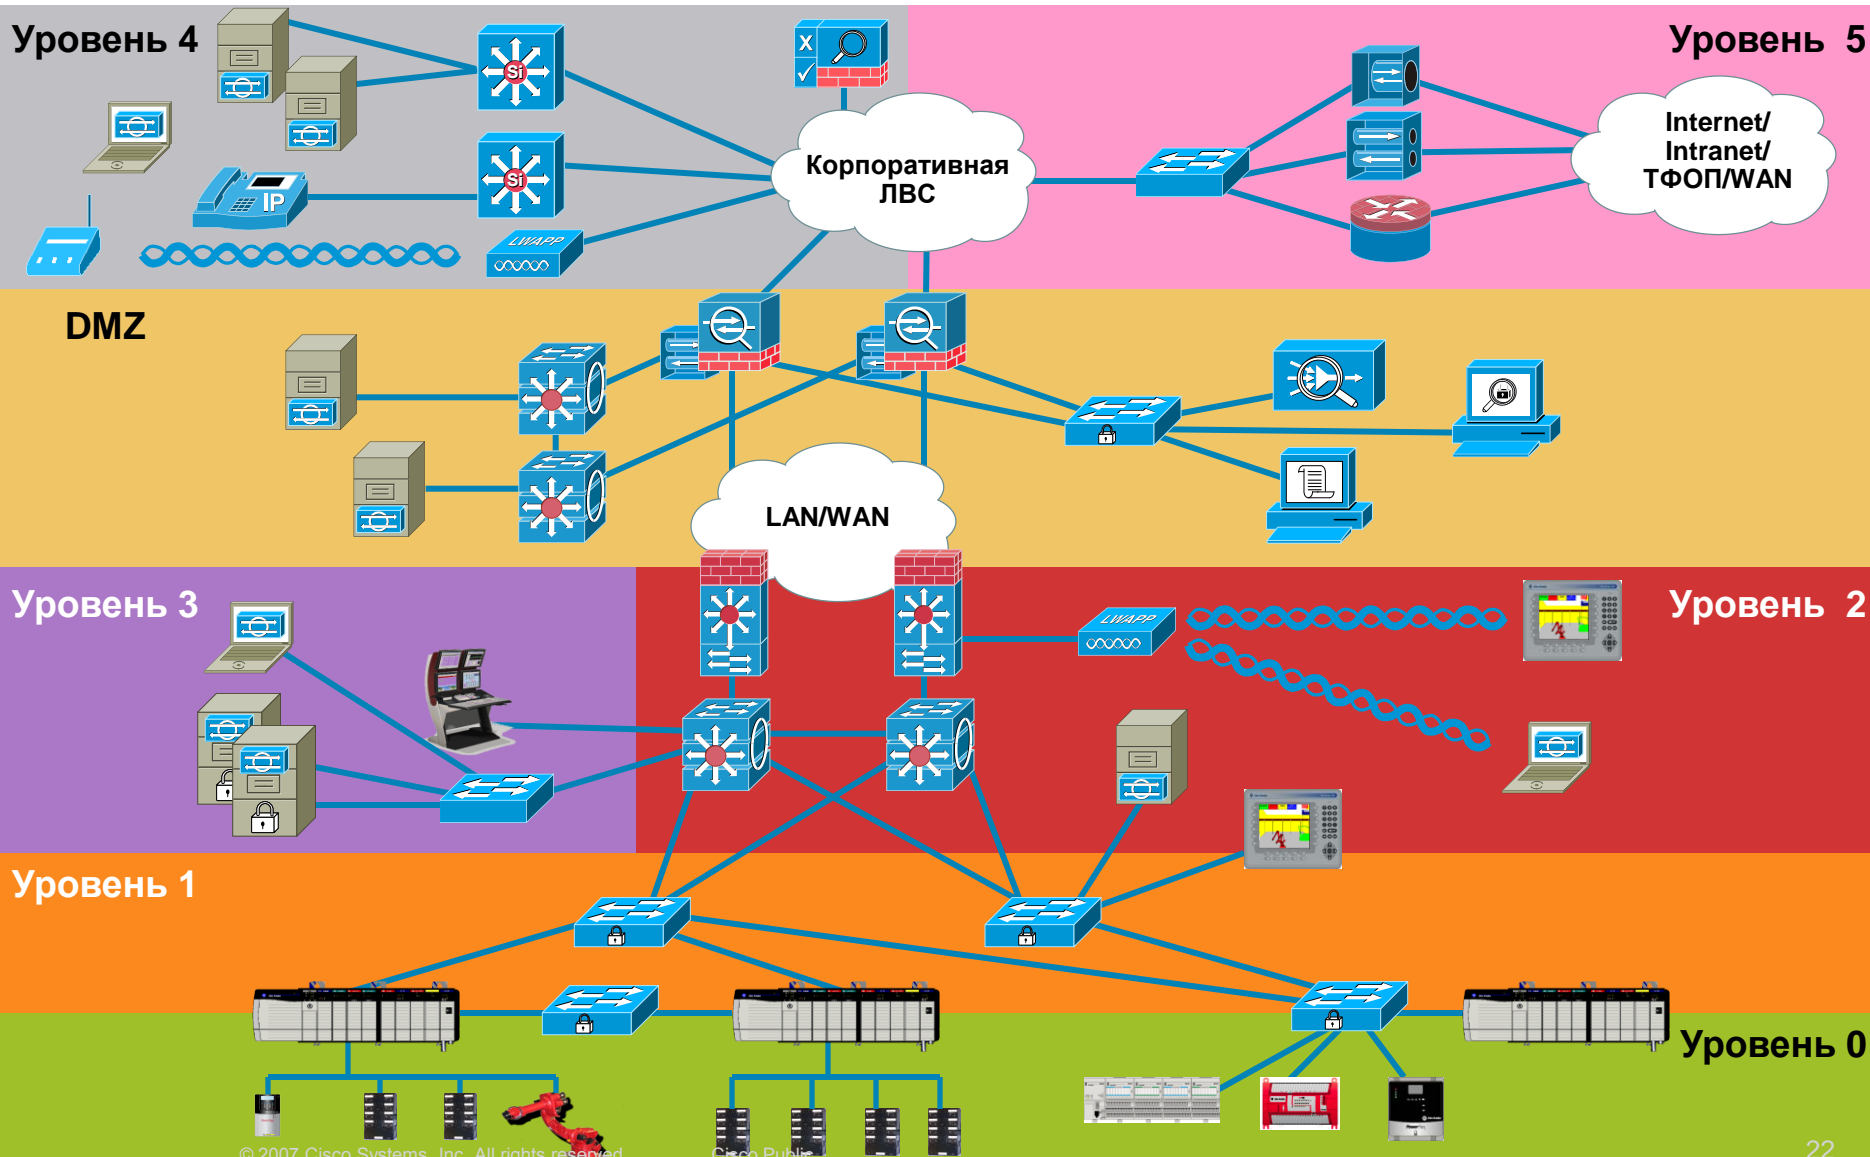 Уровень 4
Уровень 5
Si
Si
IP
LWAPP
Корпоративная
ЛВС
Internet/
Intranet/
ТФОП/WAN
DMZ
LAN/WAN
Уровень 3
Уровень 2
LWAPP
Уровень 1
Уровень 0
© 2007 Cisco Systems, Inc. All rights reserved.
Cisco Public
22